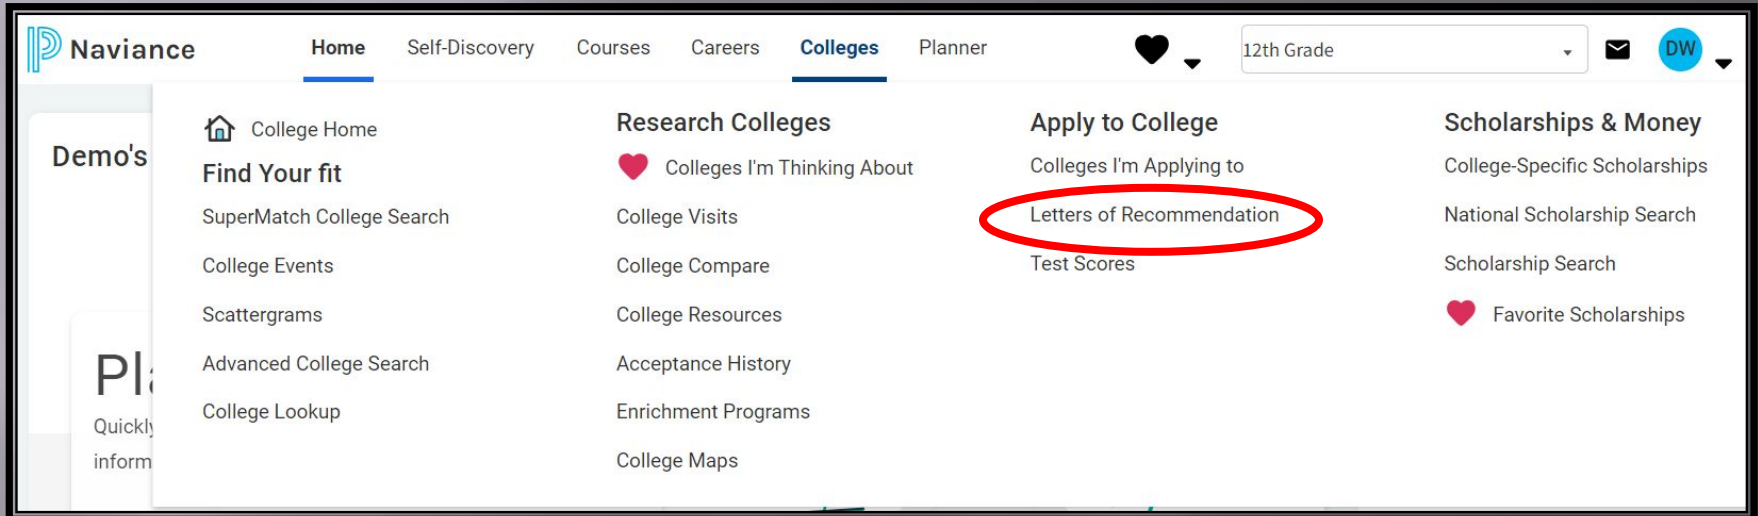 Naviance
Home Self-Discovery Courses Careers Colleges Planner
12th Grade
DW
Demo's
College Home
Find Your fit
SuperMatch College Search
College Events
Scattergrams
Advanced College Search
College Lookup
Research Colleges
Colleges I'm Thinking About
College Visits
College Compare
College Resources
Acceptance History
Enrichment Programs
College Maps
Apply to College
Colleges I'm Applying to
Letters of Recommendation
Test Scores
Scholarships & Money
College-Specific Scholarships
National Scholarship Search
Scholarship Search
Favorite Scholarships